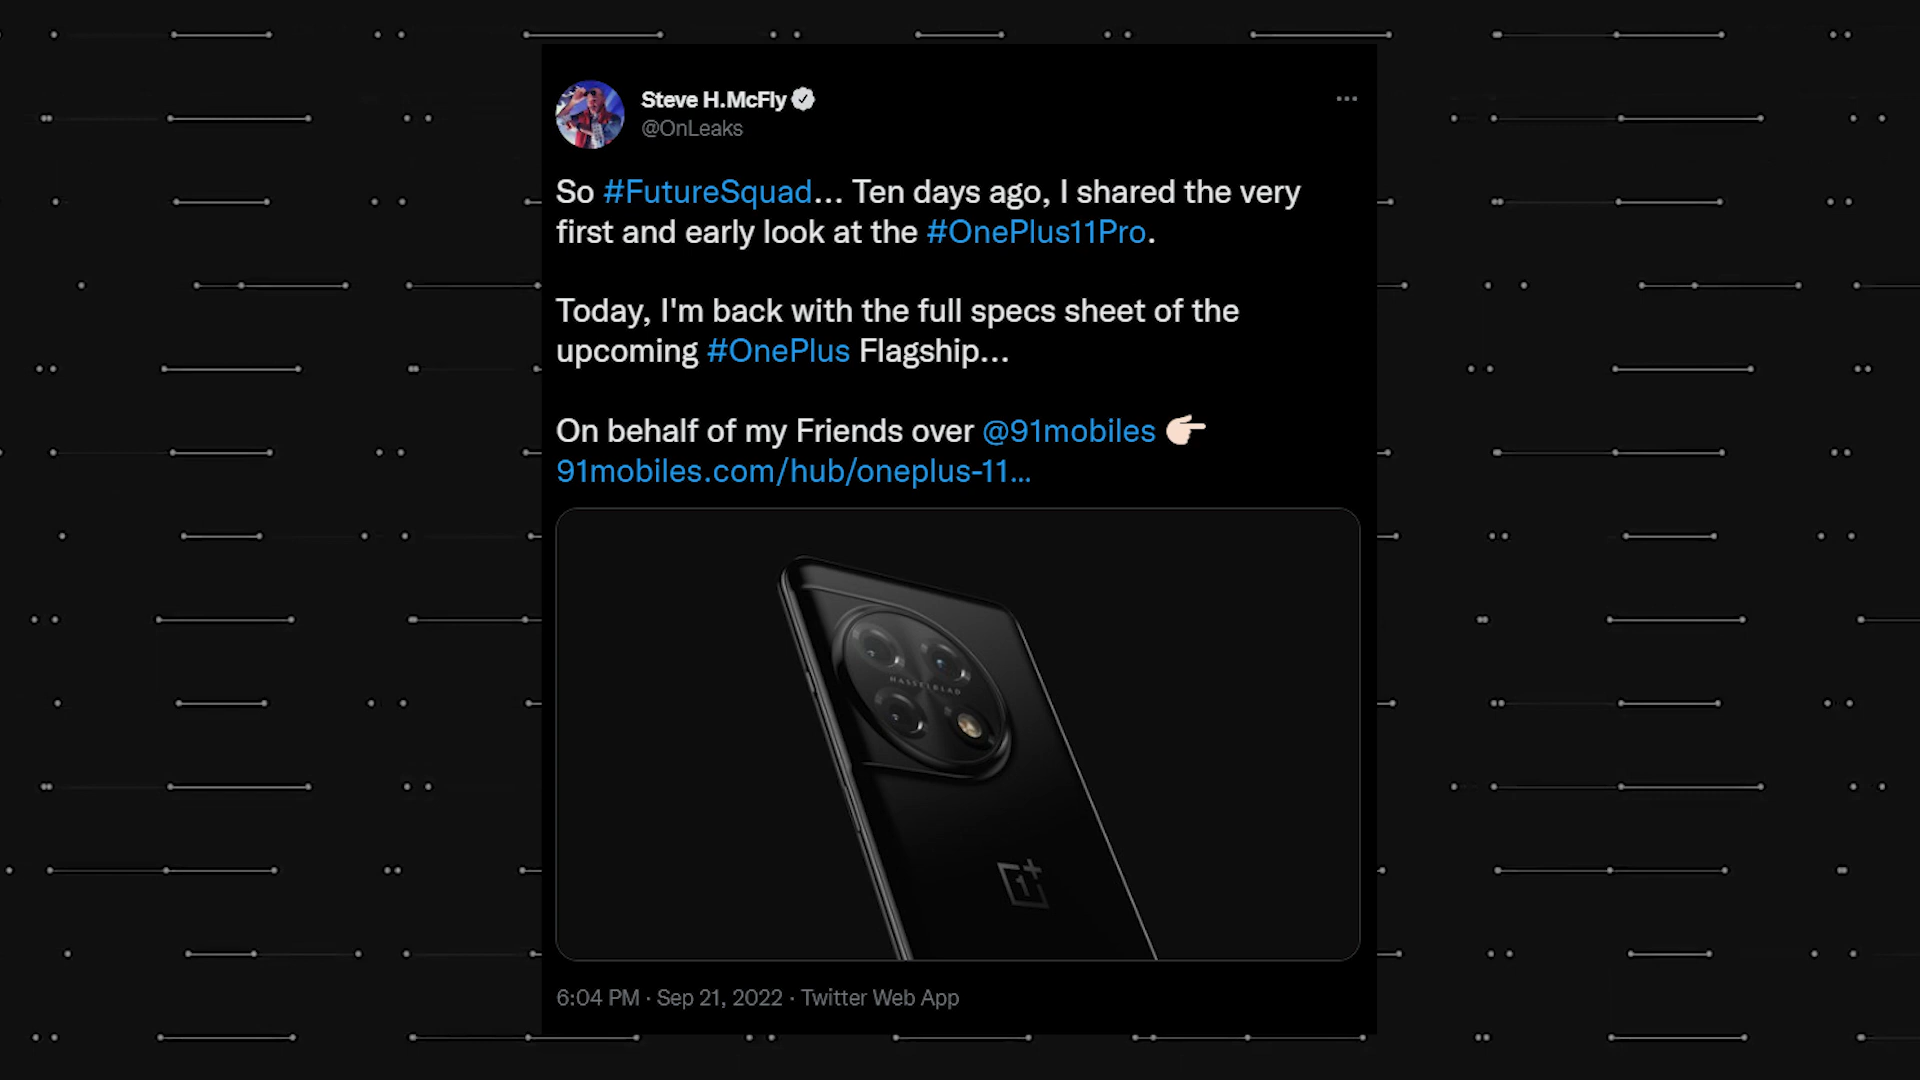 Steve H.McFly
@OnLeaks
So #FutureSquad... Ten days ago, I shared the very
first and early look at the #OnePlus11Pro.
Today, I'm back with the full specs sheet of the
upcoming #OnePlus Flagship...
On behalf of my Friends over @91mobiles 👉🏻
91mobiles.com/hub/oneplus-11...
HASSELBLAD
1+
6:04 PM · Sep 21, 2022 · Twitter Web App